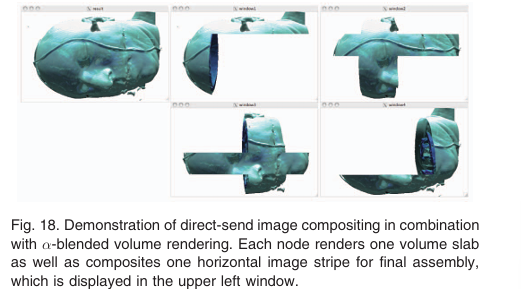 result
window1
window2
window3
window4
Fig. 18. Demonstration of direct-send image compositing in combination
with α-blended volume rendering. Each node renders one volume slab
as well as composites one horizontal image stripe for final assembly,
which is displayed in the upper left window.